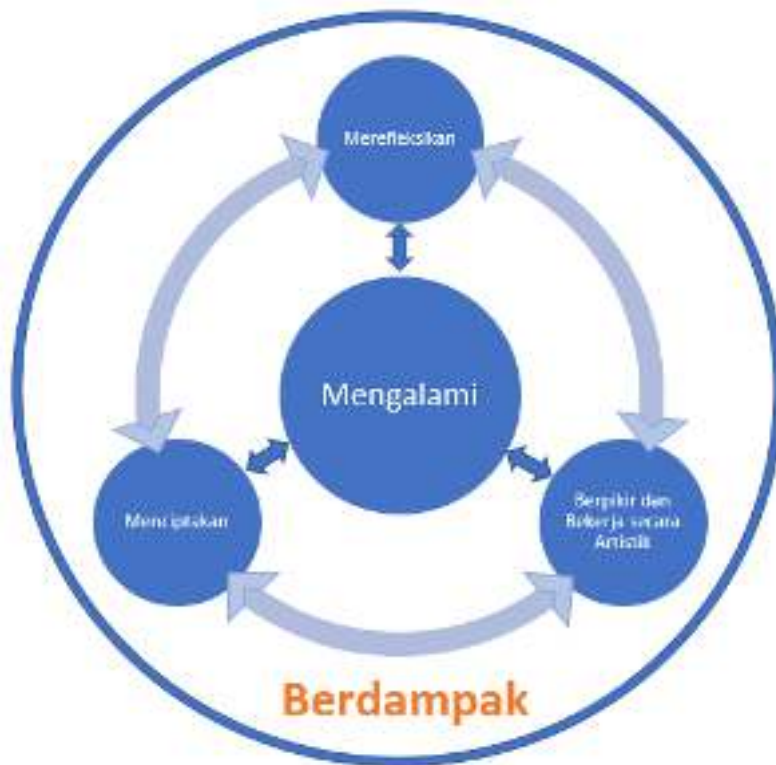 Merefleksikan
Mengalami
Menciptakan
Berpikir dan
Bekerja secara
Artistik
Berdampak